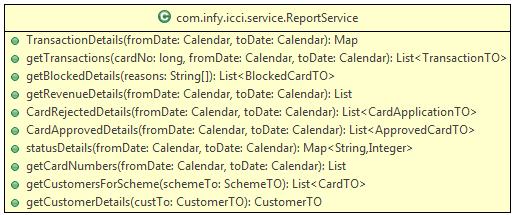 C com.infy.icci.service.ReportService
TransactionDetails(fromDate: Calendar, toDate: Calendar): Map
getTransactions(cardNo: long, fromDate: Calendar, toDate: Calendar): List<TransactionTO>
getBlockedDetails(reasons: String[]): List<BlockedCardTO>
getRevenueDetails(fromDate: Calendar, toDate: Calendar): List
CardRejectedDetails(fromDate: Calendar, toDate: Calendar): List<CardApplicationTO>
CardApprovedDetails(fromDate: Calendar, toDate: Calendar): List<ApprovedCardTO>
statusDetails(fromDate: Calendar, toDate: Calendar): Map<String,Integer>
getCardNumbers(fromDate: Calendar, toDate: Calendar): List
getCustomersForScheme(schemeTo: SchemeTO): List<CardTO>
getCustomerDetails(custTo: CustomerTO): CustomerTO